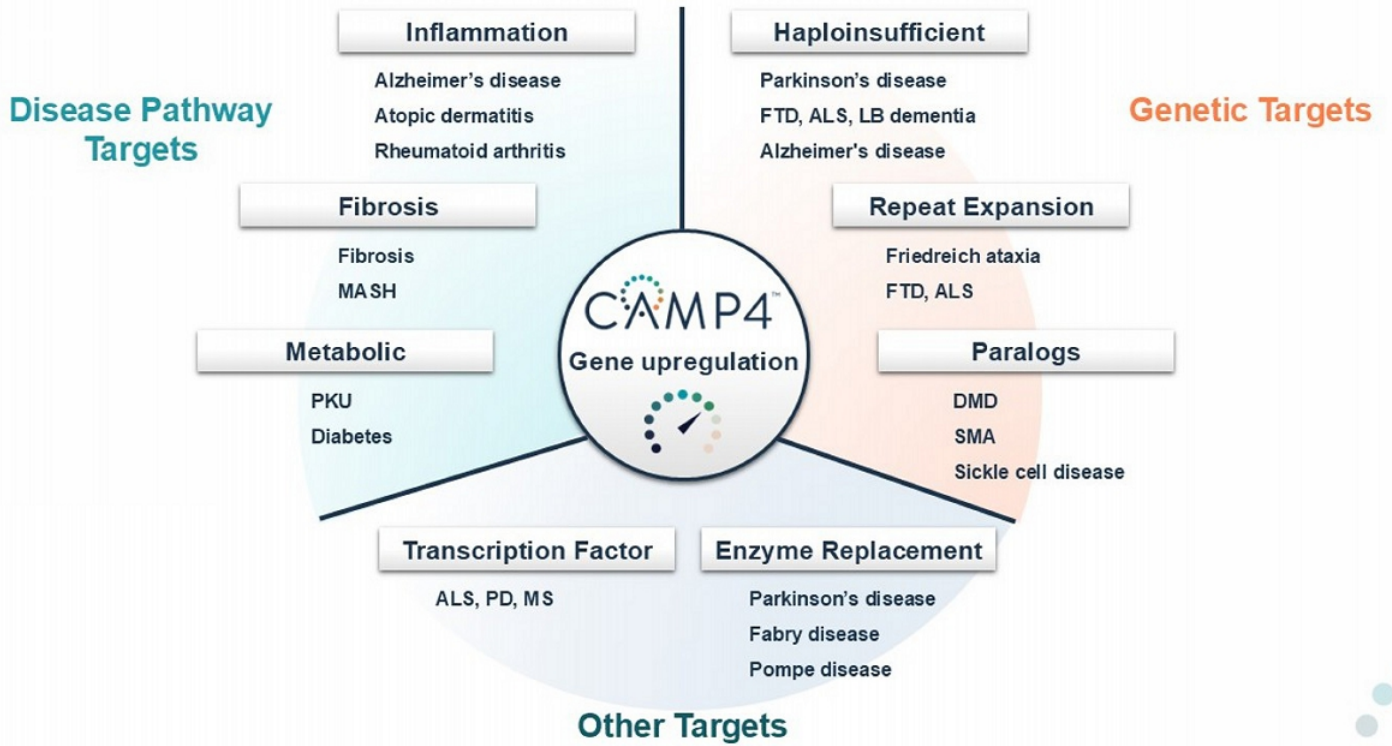 Disease Pathway
Targets
Inflammation
Alzheimer’s disease
Atopic dermatitis
Rheumatoid arthritis
Fibrosis
Fibrosis
MASH
Metabolic
PKU
Diabetes
CAMP4™
Gene upregulation
Genetic Targets
Haploinsufficient
Parkinson’s disease
FTD, ALS, LB dementia
Alzheimer's disease
Repeat Expansion
Friedreich ataxia
FTD, ALS
Paralogs
DMD
SMA
Sickle cell disease
Transcription Factor
ALS, PD, MS
Enzyme Replacement
Parkinson’s disease
Fabry disease
Pompe disease
Other Targets